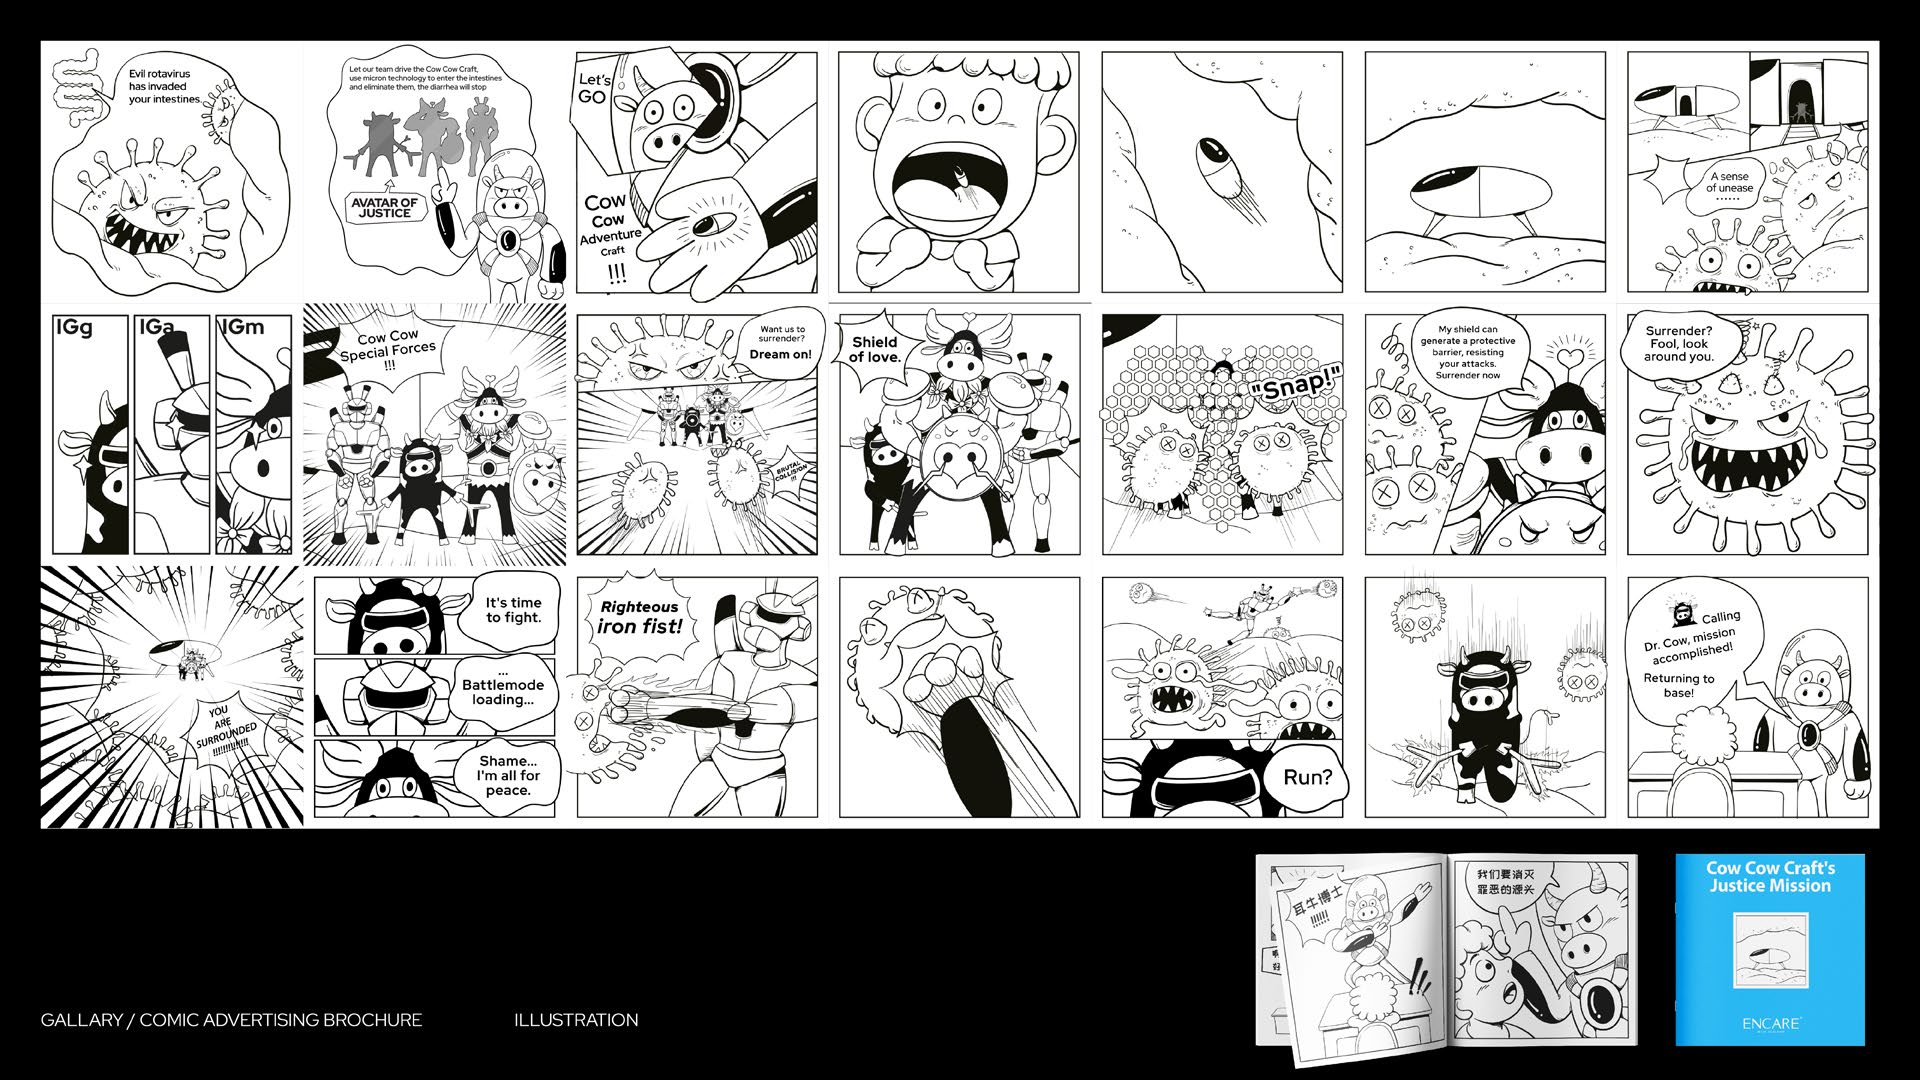 Evil rotavirus
has invaded
your intestines.
Let our team drive the Cow Cow Craft,
use micron technology to enter the intestines
and eliminate them, the diarrhea will stop
AVATAR OF
JUSTICE
Let's
GO
Cow
Cow
Adventure
Craft
!!!
A sense
of unease
......
IGg
IGa
IGm
Cow Cow
Special Forces
!!!
Want us to
surrender?
Dream on!
BRUTAL
COLLISION
!!!
Shield
of love.
"Snap!"
My shield can
generate a protective
barrier, resisting
your attacks.
Surrender now
Surrender?
Fool, look
around you.
YOU
ARE
SURROUNDED
!!!!!!!!!!!!
It's time
to fight.
...
Battlemode
loading...
Shame...
I'm all for
peace.
Righteous
iron fist!
Run?
Calling
Dr. Cow, mission
accomplished!
Returning to
base!
耳牛博士
!!!!!!
我们要消灭
罪恶的源头
Cow Cow Craft's
Justice Mission
ENCARE
GALLARY / COMIC ADVERTISING BROCHURE
ILLUSTRATION